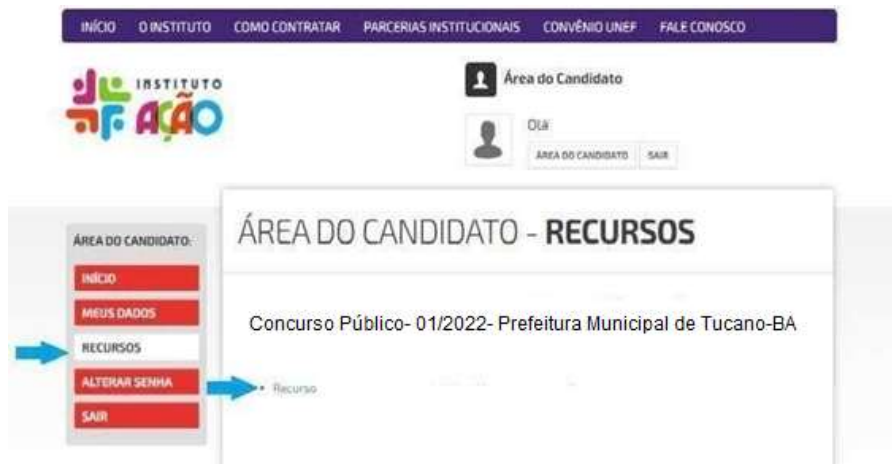 INÍCIO O INSTITUTO COMO CONTRATAR PARCERIAS INSTITUCIONAIS CONVÊNIO UNEF FALE CONOSCO
INSTITUTO
AÇÃO
Área do Candidato
Olá
ÁREA DO CANDIDATO SAIR
ÁREA DO CANDIDATO:
INÍCIO
MEUS DADOS
RECURSOS
ALTERAR SENHA
SAIR
ÁREA DO CANDIDATO - RECURSOS
Concurso Público- 01/2022- Prefeitura Municipal de Tucano-BA
• Recurso